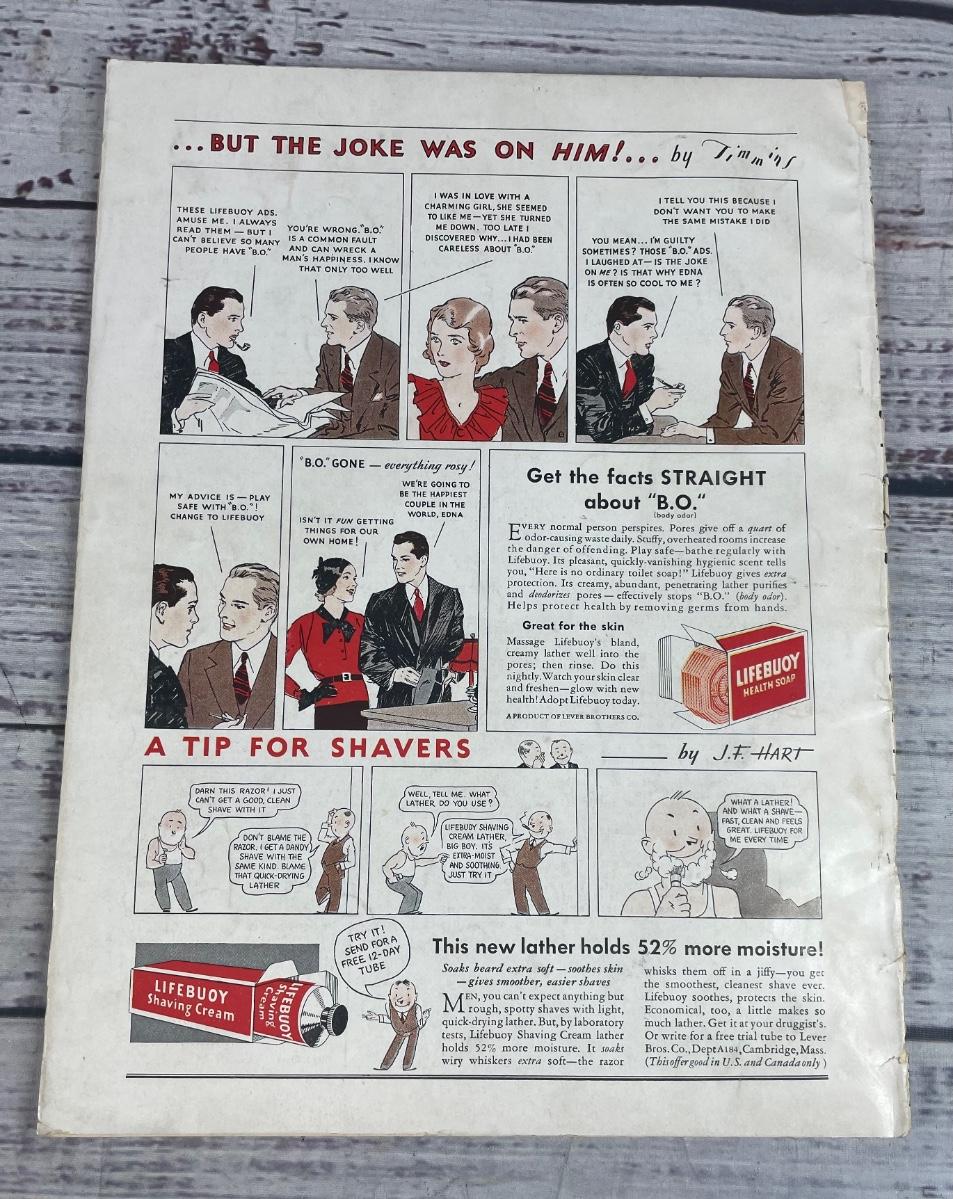 ...BUT THE JOKE WAS ON HIM!... by Timmins
THESE LIFEBUOY ADS.
AMUSE ME. I ALWAYS
READ THEM — BUT I
CAN'T BELIEVE SO MANY
PEOPLE HAVE "B.O."
YOU'RE WRONG. "B.O."
IS A COMMON FAULT
AND CAN WRECK A
MAN'S HAPPINESS. I KNOW
THAT ONLY TOO WELL
I WAS IN LOVE WITH A
CHARMING GIRL, SHE SEEMED
TO LIKE ME — YET SHE TURNED
ME DOWN. TOO LATE I
DISCOVERED WHY... I HAD BEEN
CARELESS ABOUT "B.O."
I TELL YOU THIS BECAUSE I
DON'T WANT YOU TO MAKE
THE SAME MISTAKE I DID
YOU MEAN... I'M GUILTY
SOMETIMES? THOSE "B.O." ADS.
I LAUGHED AT — IS THE JOKE
ON ME? IS THAT WHY EDNA
IS OFTEN SO COOL TO ME?
MY ADVICE IS — PLAY
SAFE WITH "B.O."!
CHANGE TO LIFEBUOY
"B.O." GONE — everything rosy!
WE'RE GOING TO
BE THE HAPPIEST
COUPLE IN THE
WORLD, EDNA
ISN'T IT FUN GETTING
THINGS FOR OUR
OWN HOME!
Get the facts STRAIGHT
about "B.O."
(body odor)
EVERY normal person perspires. Pores give off a quart of
odor-causing waste daily. Stuffy, overheated rooms increase
the danger of offending. Play safe—bathe regularly with
Lifebuoy. Its pleasant, quickly-vanishing hygienic scent tells
you, "Here is no ordinary toilet soap!" Lifebuoy gives extra
protection. Its creamy, abundant, penetrating lather purifies
and deodorizes pores — effectively stops "B.O." (body odor).
Helps protect health by removing germs from hands.
Great for the skin
Massage Lifebuoy's bland,
creamy lather well into the
pores; then rinse. Do this
nightly. Watch your skin clear
and freshen—glow with new
health! Adopt Lifebuoy today.
A PRODUCT OF LEVER BROTHERS CO.
LIFEBUOY
HEALTH SOAP
A TIP FOR SHAVERS by J.F. HART
DARN THIS RAZOR! I JUST
CAN'T GET A GOOD, CLEAN
SHAVE WITH IT
DON'T BLAME THE
RAZOR. I GET A DANDY
SHAVE WITH THE
SAME KIND. BLAME
THAT QUICK-DRYING
LATHER
WELL, TELL ME. WHAT
LATHER, DO YOU USE?
LIFEBUOY SHAVING
CREAM LATHER,
BIG BOY. IT'S
EXTRA-MOIST
AND SOOTHING.
JUST TRY IT
WHAT A LATHER!
AND WHAT A SHAVE—
FAST, CLEAN AND FEELS
GREAT. LIFEBUOY FOR
ME EVERY TIME
LIFEBUOY
Shaving Cream
LIFEBUOY
Shaving
Cream
TRY IT!
SEND FOR A
FREE 12-DAY
TUBE
This new lather holds 52% more moisture!
Soaks beard extra soft—soothes skin
—gives smoother, easier shaves
MEN, you can't expect anything but
rough, spotty shaves with light,
quick-drying lather. But, by laboratory
tests, Lifebuoy Shaving Cream lather
holds 52% more moisture. It soaks
wiry whiskers extra soft—the razor
whisks them off in a jiffy—you get
the smoothest, cleanest shave ever.
Lifebuoy soothes, protects the skin.
Economical, too, a little makes so
much lather. Get it at your druggist's.
Or write for a free trial tube to Lever
Bros. Co., Dept A184, Cambridge, Mass.
(This offer good in U.S. and Canada only)